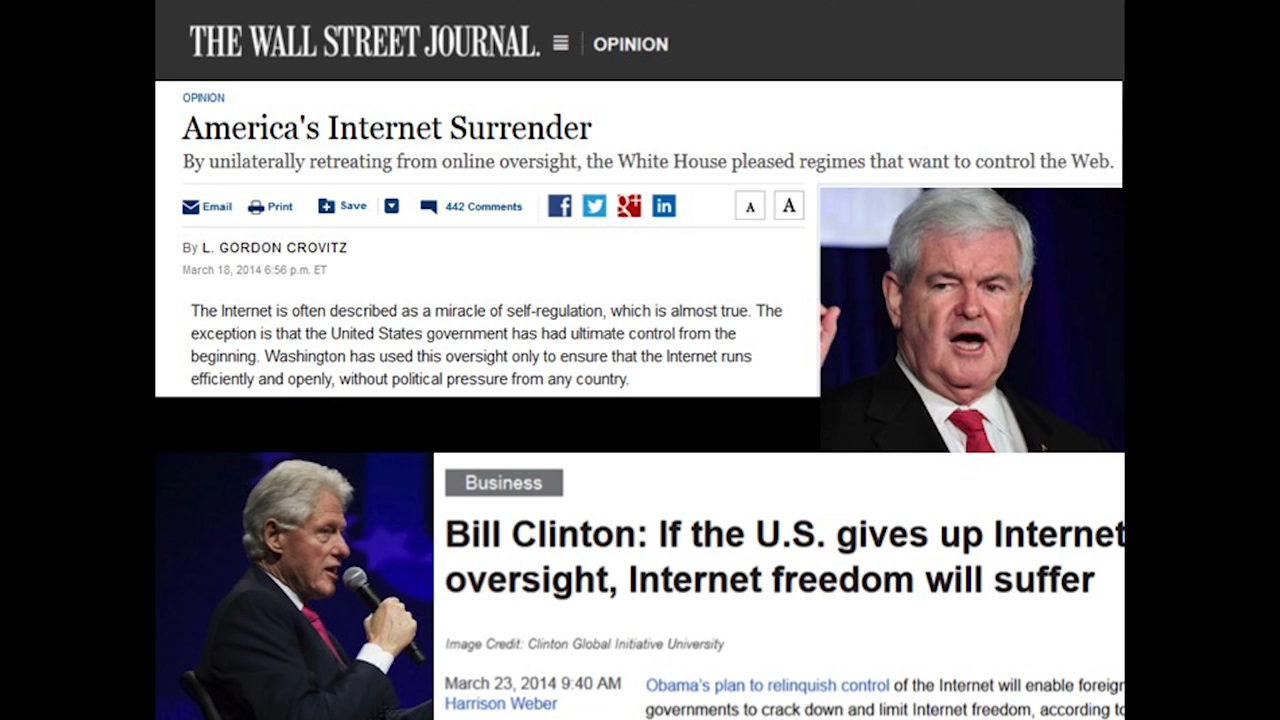 THE WALL STREET JOURNAL. OPINION
OPINION
America's Internet Surrender
By unilaterally retreating from online oversight, the White House pleased regimes that want to control the Web.
Email Print Save 442 Comments f g+ in A A
By L. GORDON CROVITZ
March 18, 2014 6:56 p.m. ET
The Internet is often described as a miracle of self-regulation, which is almost true. The
exception is that the United States government has had ultimate control from the
beginning. Washington has used this oversight only to ensure that the Internet runs
efficiently and openly, without political pressure from any country.
Business
Bill Clinton: If the U.S. gives up Internet
oversight, Internet freedom will suffer
Image Credit: Clinton Global Initiative University
March 23, 2014 9:40 AM
Harrison Weber
Obama's plan to relinquish control of the Internet will enable foreign
governments to crack down and limit Internet freedom, according to